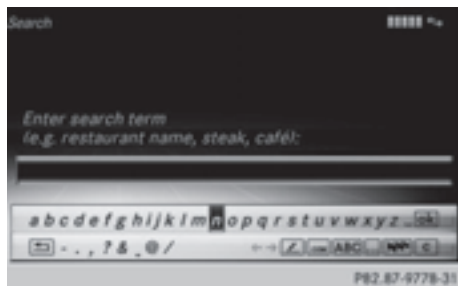 Search
Enter search term
(e.g. restaurant name, steak, café):
a b c d e f g h i j k l m n o p q r s t u v w x y z _ ok
- . , ? & _ @ / ← → ABC c
P82.87-9778-31